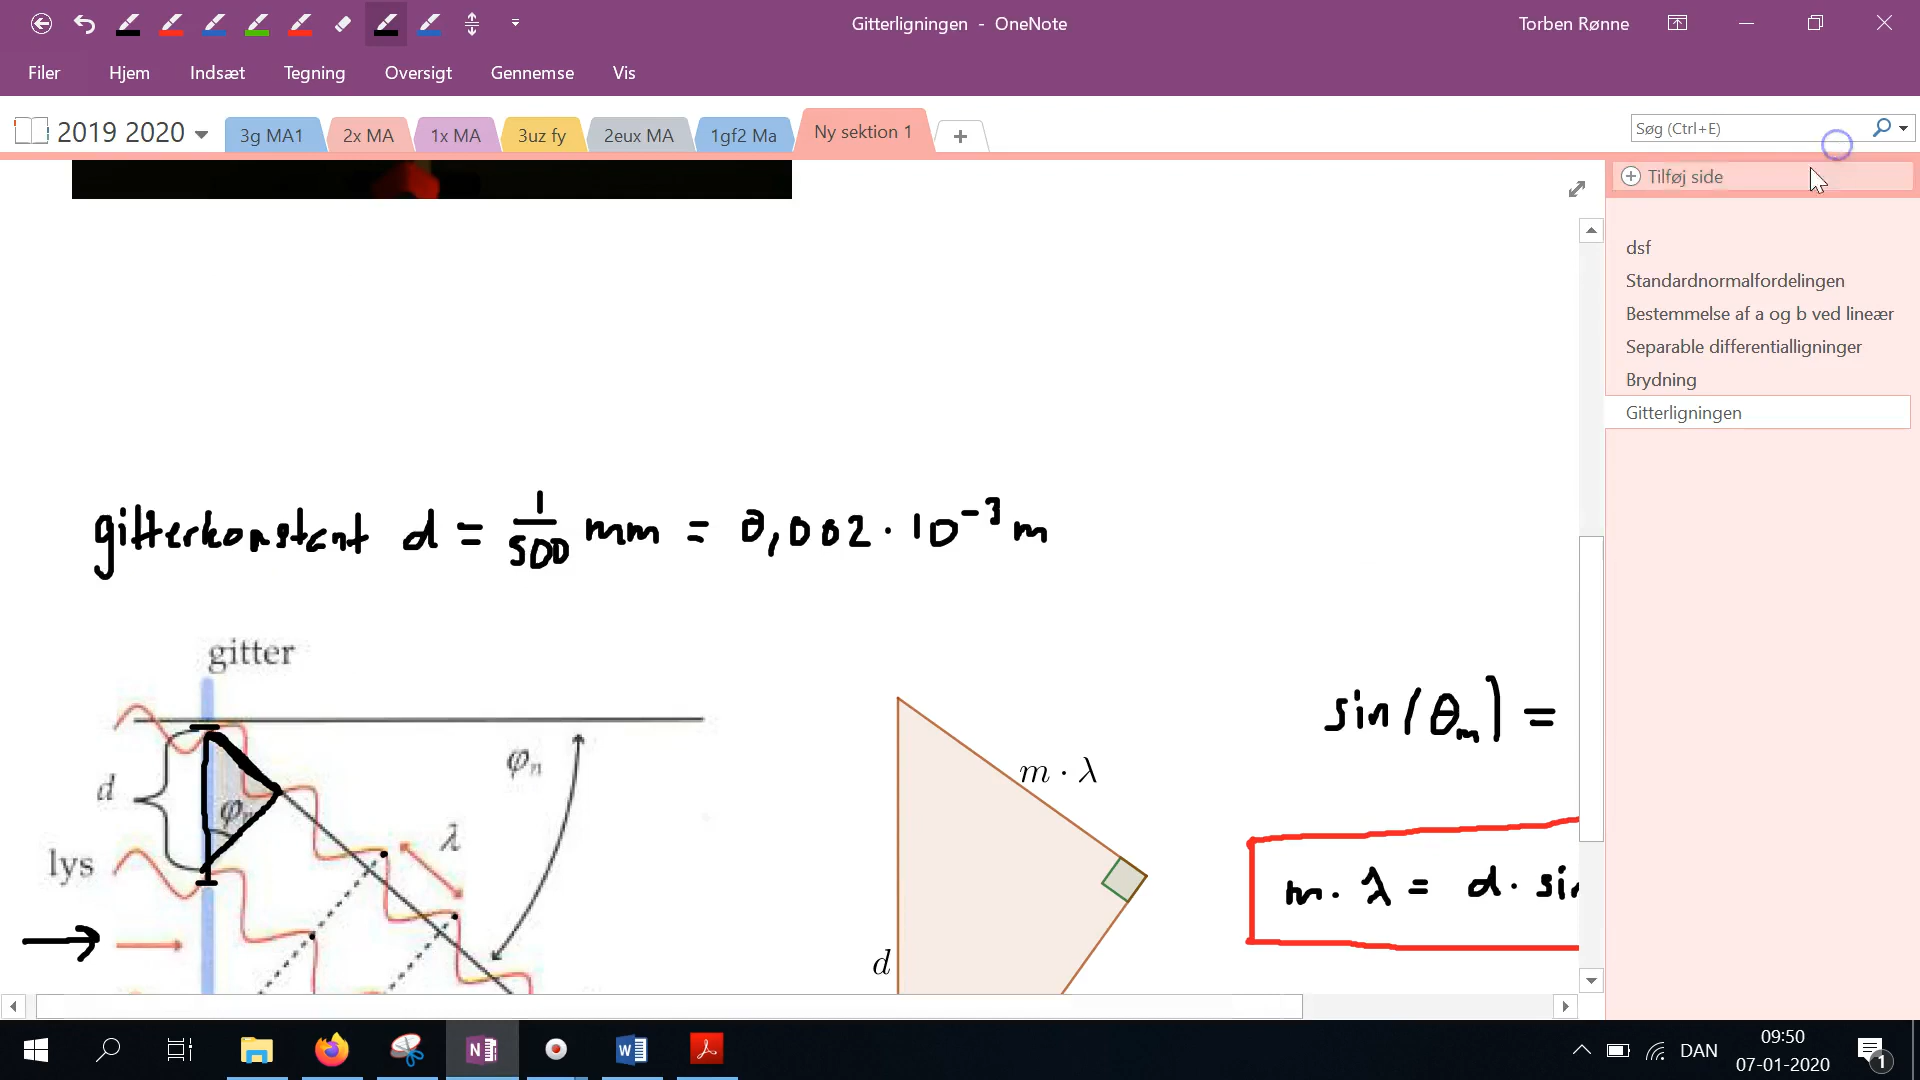 Gitterligningen - OneNote
Torben Rønne
Filer Hjem Indsæt Tegning Oversigt Gennemse Vis
2019 2020 3g MA1 2x MA 1x MA 3uz fy 2eux MA 1gf2 Ma Ny sektion 1 +
Søg (Ctrl+E)
Tilføj side
dsf
Standardnormalfordelingen
Bestemmelse af a og b ved lineær
Separable differentialligninger
Brydning
Gitterligningen
gitterkonstant d = 1/500 mm = 0,002 · 10⁻³ m
gitter
d
φn
φn
λ
lys
m · λ
d
sin(θm) =
m · λ = d · sin
DAN
09:50
07-01-2020
1